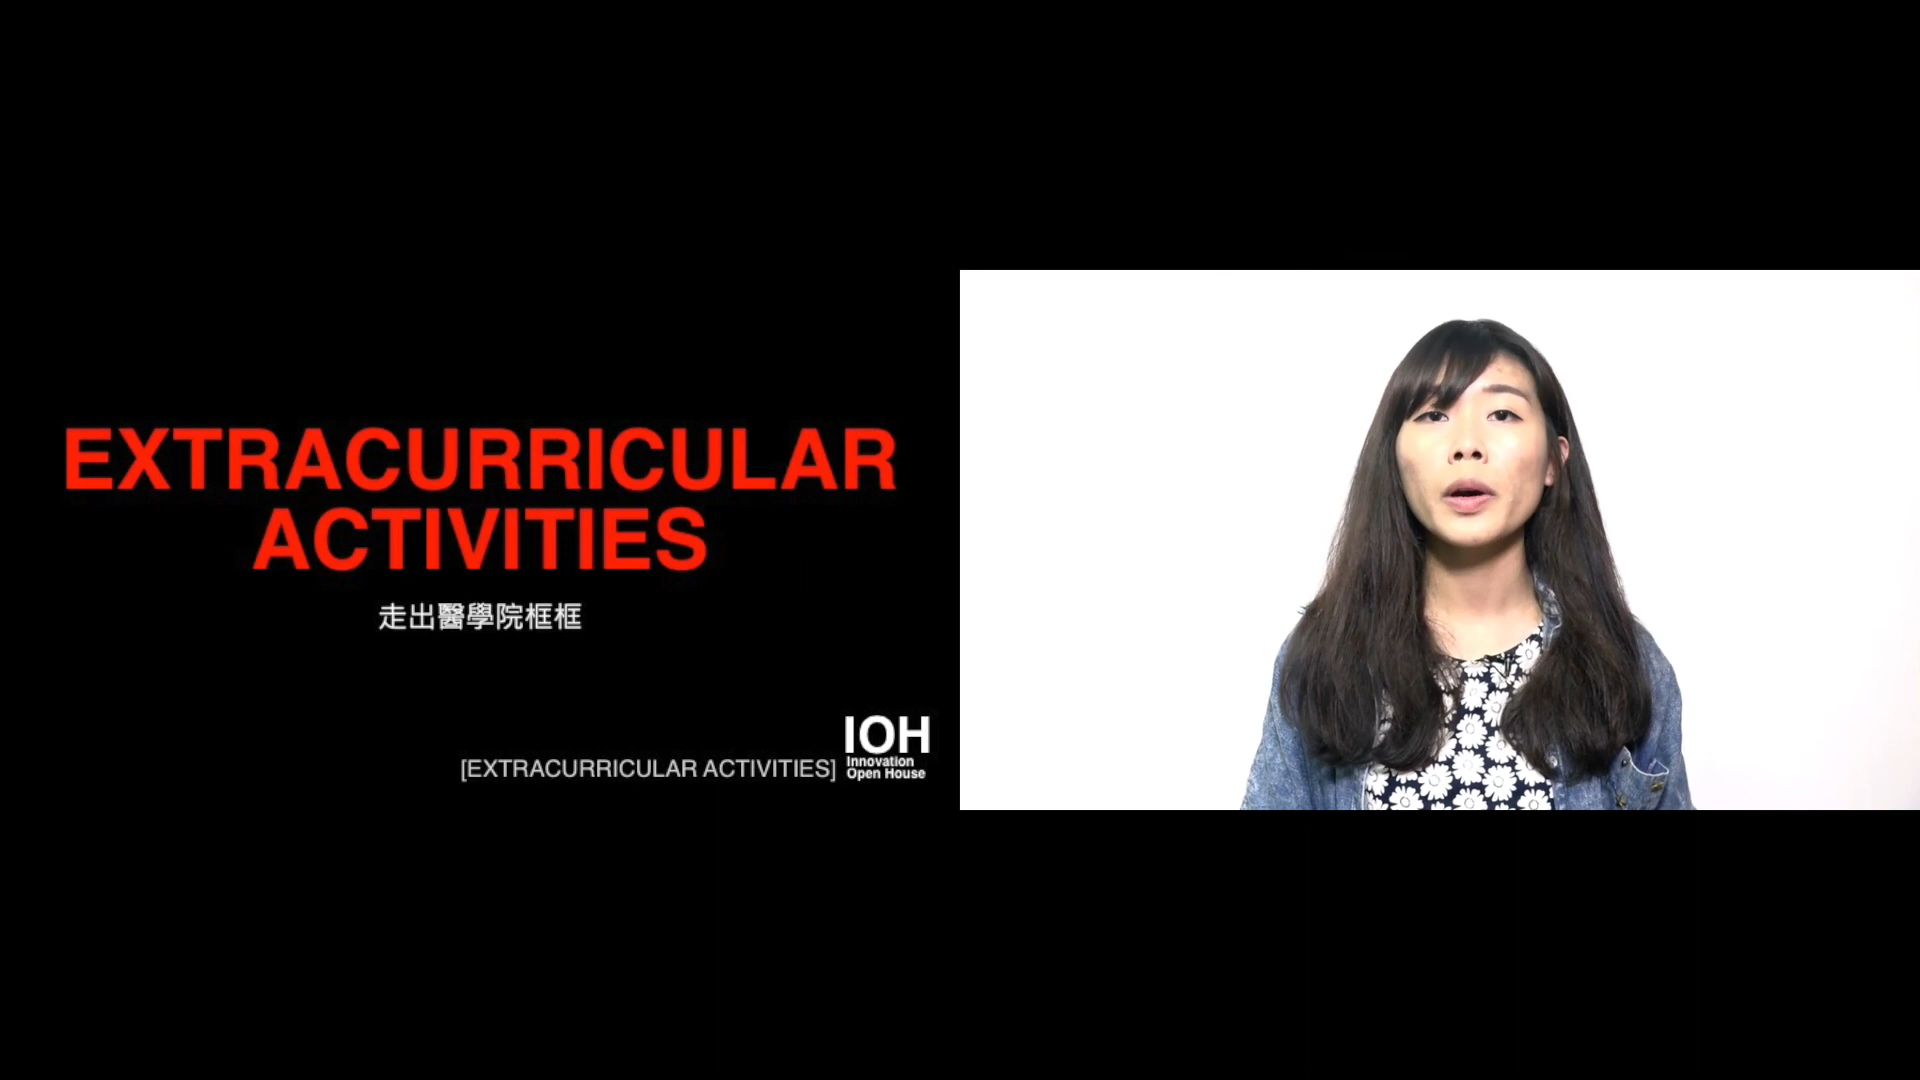 EXTRACURRICULAR
ACTIVITIES
走出醫學院框框
[EXTRACURRICULAR ACTIVITIES]
IOH
Innovation
Open House